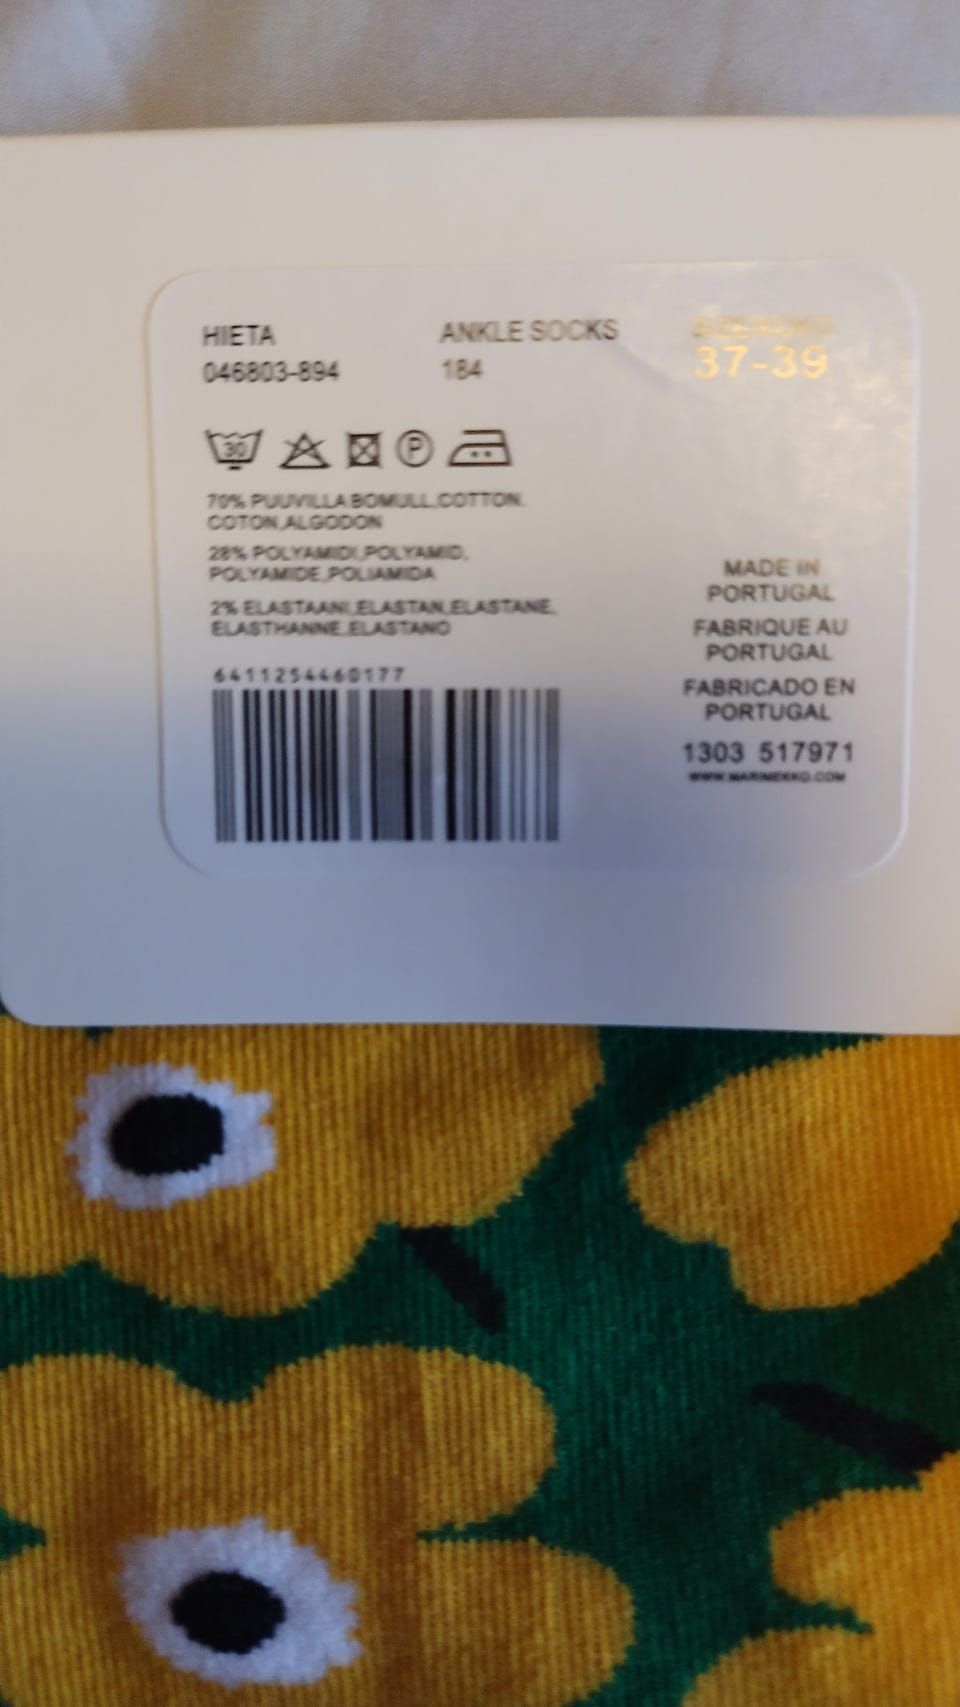 HIETA
046803-894
ANKLE SOCKS
184
37-39
30
P
70% PUUVILLA BOMULL,COTTON.
COTON,ALGODON
28% POLYAMIDI,POLYAMID,
POLYAMIDE,POLIAMIDA
2% ELASTAANI,ELASTAN,ELASTANE,
ELASTHANNE,ELASTANO
6411254460177
MADE IN
PORTUGAL
FABRIQUE AU
PORTUGAL
FABRICADO EN
PORTUGAL
1303 517971
WWW.MARIMEKKO.COM